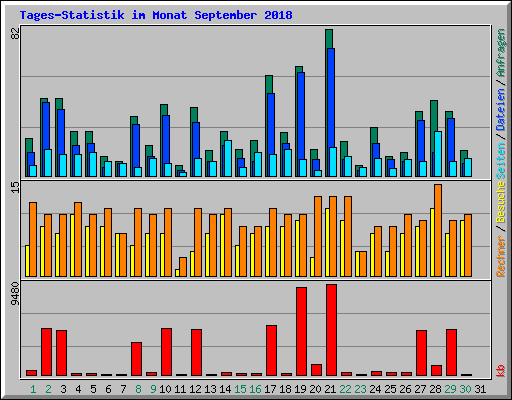 Tages-Statistik im Monat September 2018
82
15
9480
Rechner / Besuche Seiten / Dateien / Anfragen
kb
1 2 3 4 5 6 7 8 9 10 11 12 13 14 15 16 17 18 19 20 21 22 23 24 25 26 27 28 29 30 31